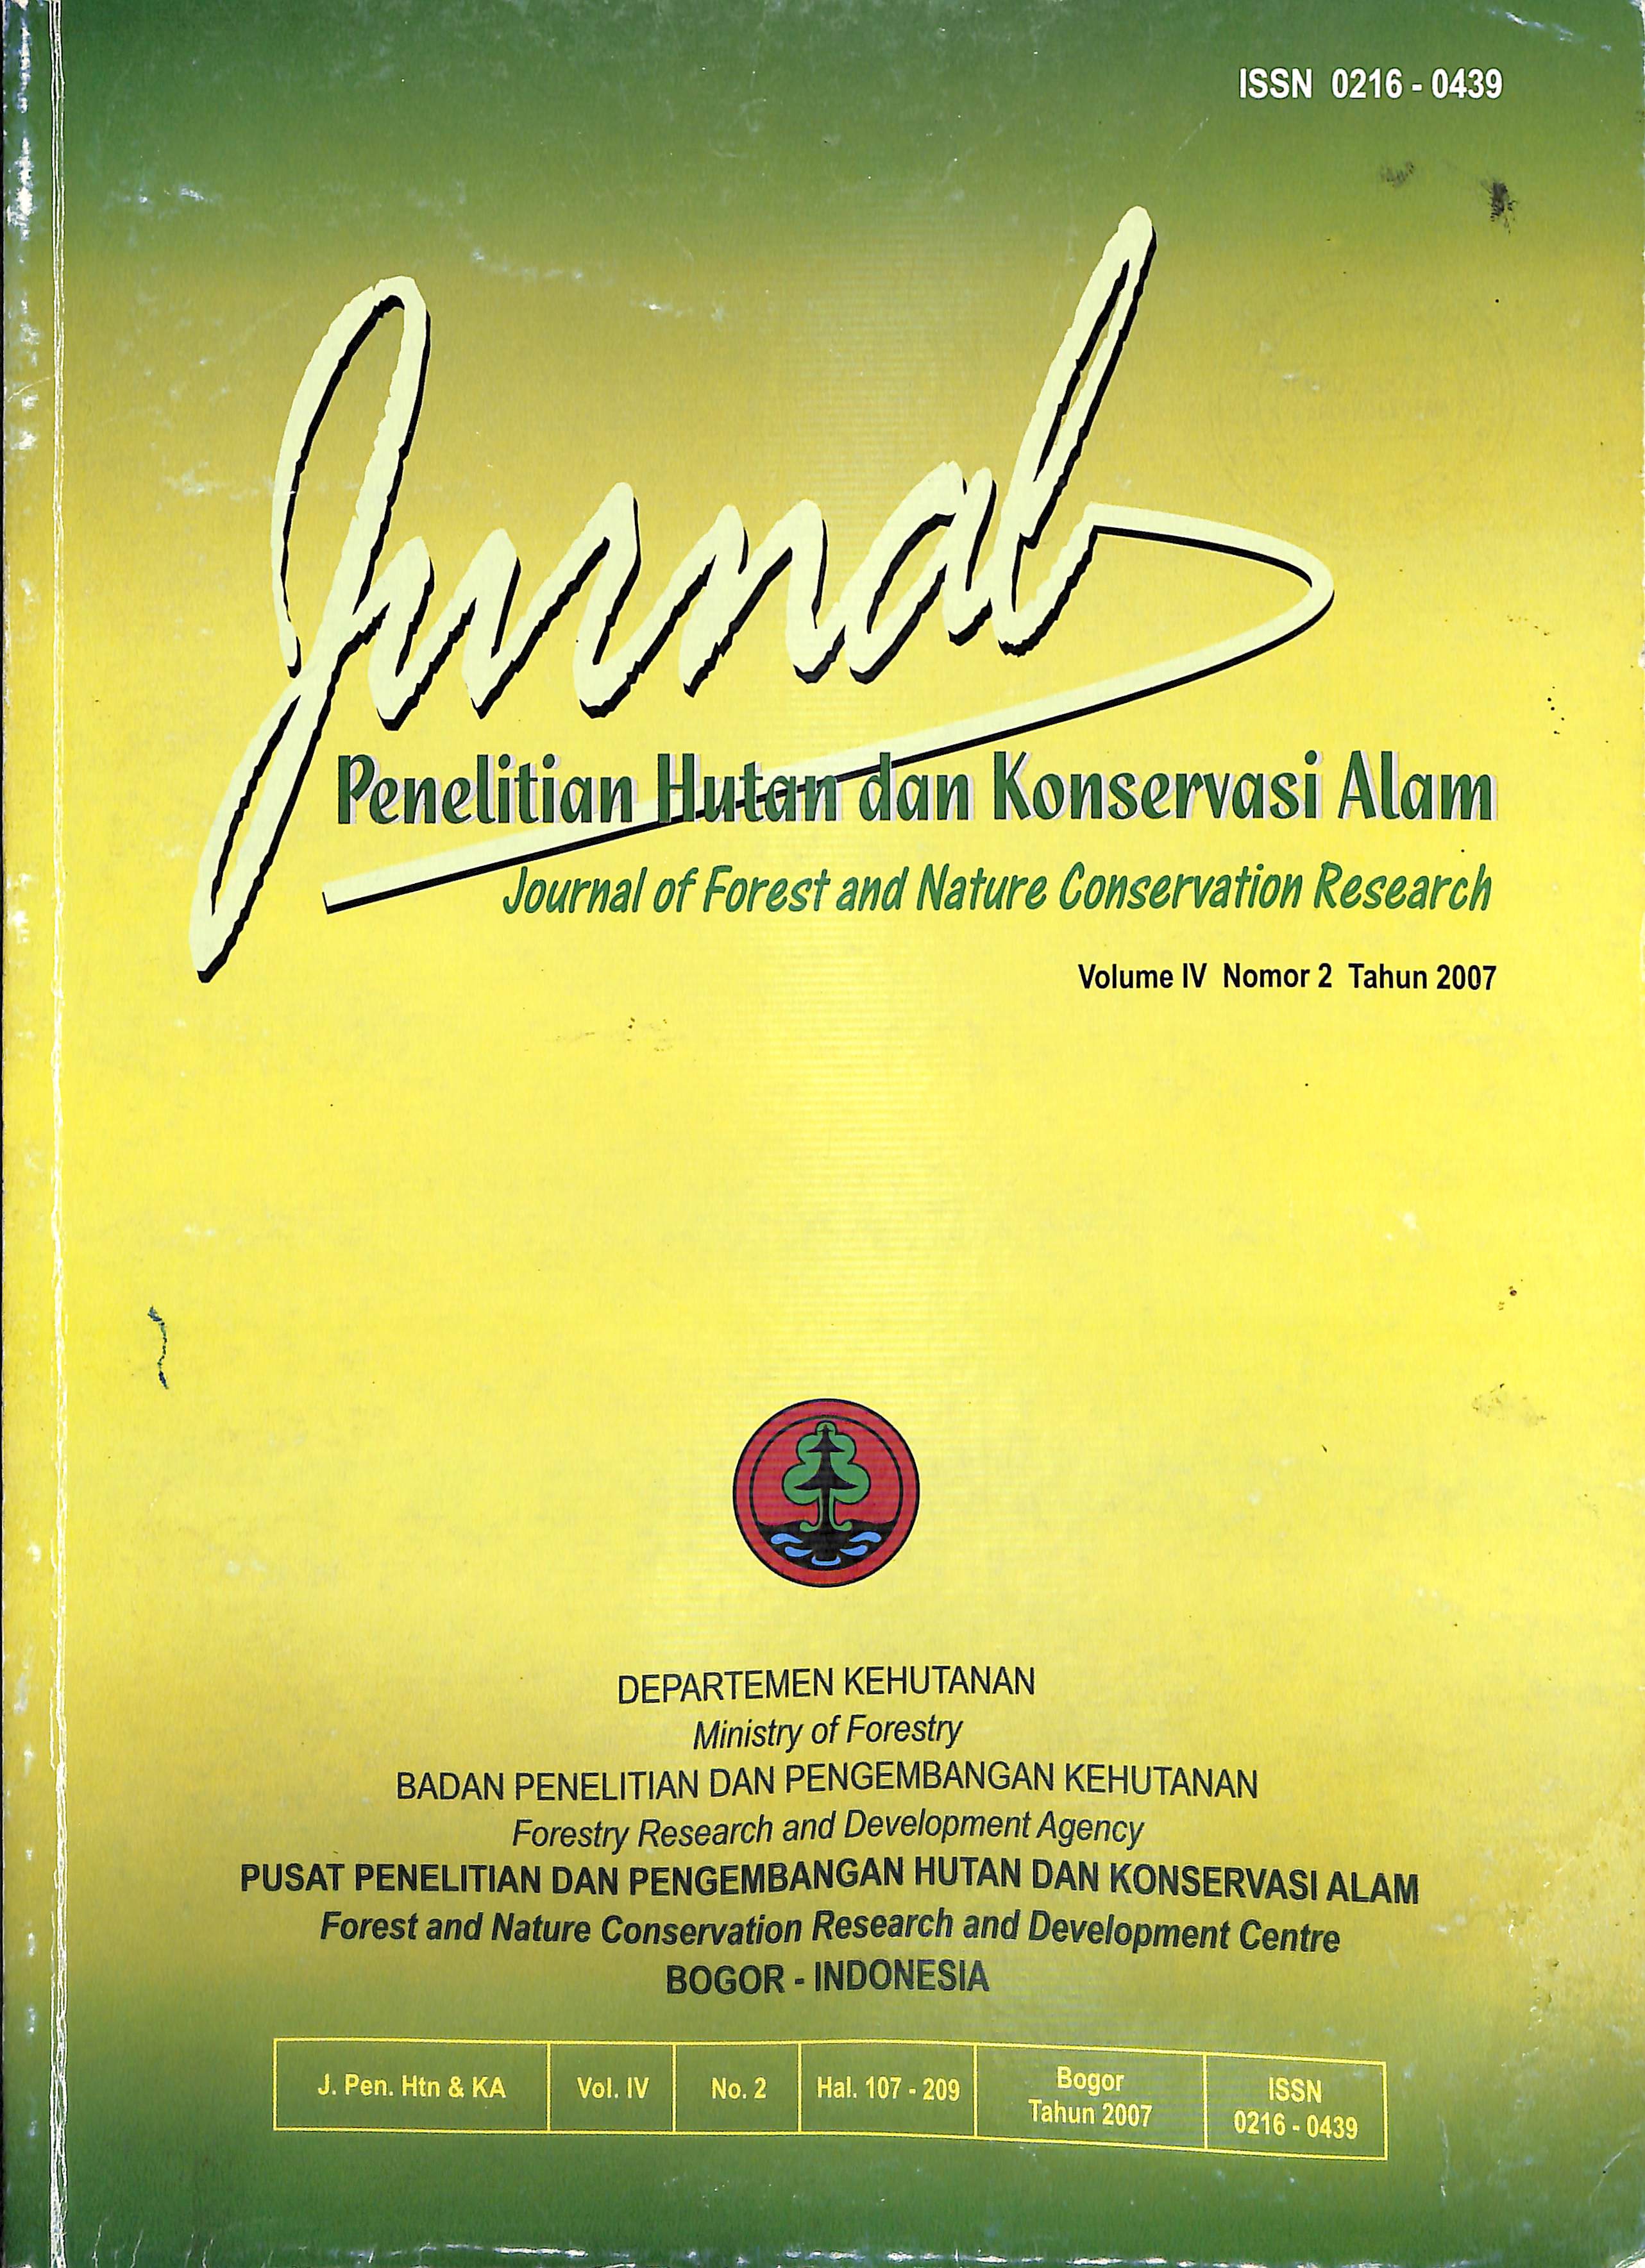 ISSN 0216 - 0439
Jurnal
Penelitian Hutan dan Konservasi Alam
Journal of Forest and Nature Conservation Research
Volume IV Nomor 2 Tahun 2007
DEPARTEMEN KEHUTANAN
Ministry of Forestry
BADAN PENELITIAN DAN PENGEMBANGAN KEHUTANAN
Forestry Research and Development Agency
PUSAT PENELITIAN DAN PENGEMBANGAN HUTAN DAN KONSERVASI ALAM
Forest and Nature Conservation Research and Development Centre
BOGOR - INDONESIA
J. Pen. Htn & KA Vol. IV No. 2 Hal. 107 - 209 Bogor ISSN
Tahun 2007 0216 - 0439